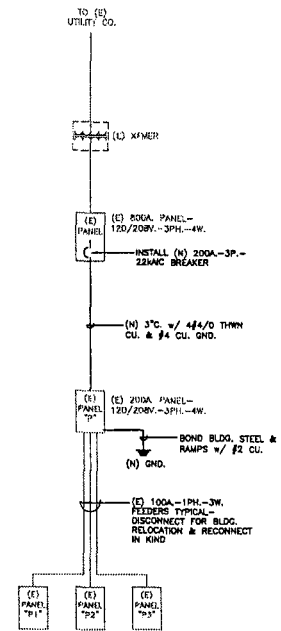 TO (E)
UTILITY CO.
(E) XFMER
(E)
PANEL
(E) 800A. PANEL-
120/208V.-3PH.-4W.
INSTALL (N) 200A.-3P.-
22kAIC BREAKER
(N) 3"C. w/ 4#4/0 THWN
CU. & #4 CU. GND.
(E)
PANEL
"P"
(E) 200A. PANEL-
120/208V.-3PH.-4W.
BOND BLDG. STEEL &
RAMPS w/ #2 CU.
(N) GND.
(E) 100A.-1PH.-3W.
FEEDERS TYPICAL-
DISCONNECT FOR BLDG.
RELOCATION & RECONNECT
IN KIND
(E)
PANEL
"P1"
(E)
PANEL
"P2"
(E)
PANEL
"P3"